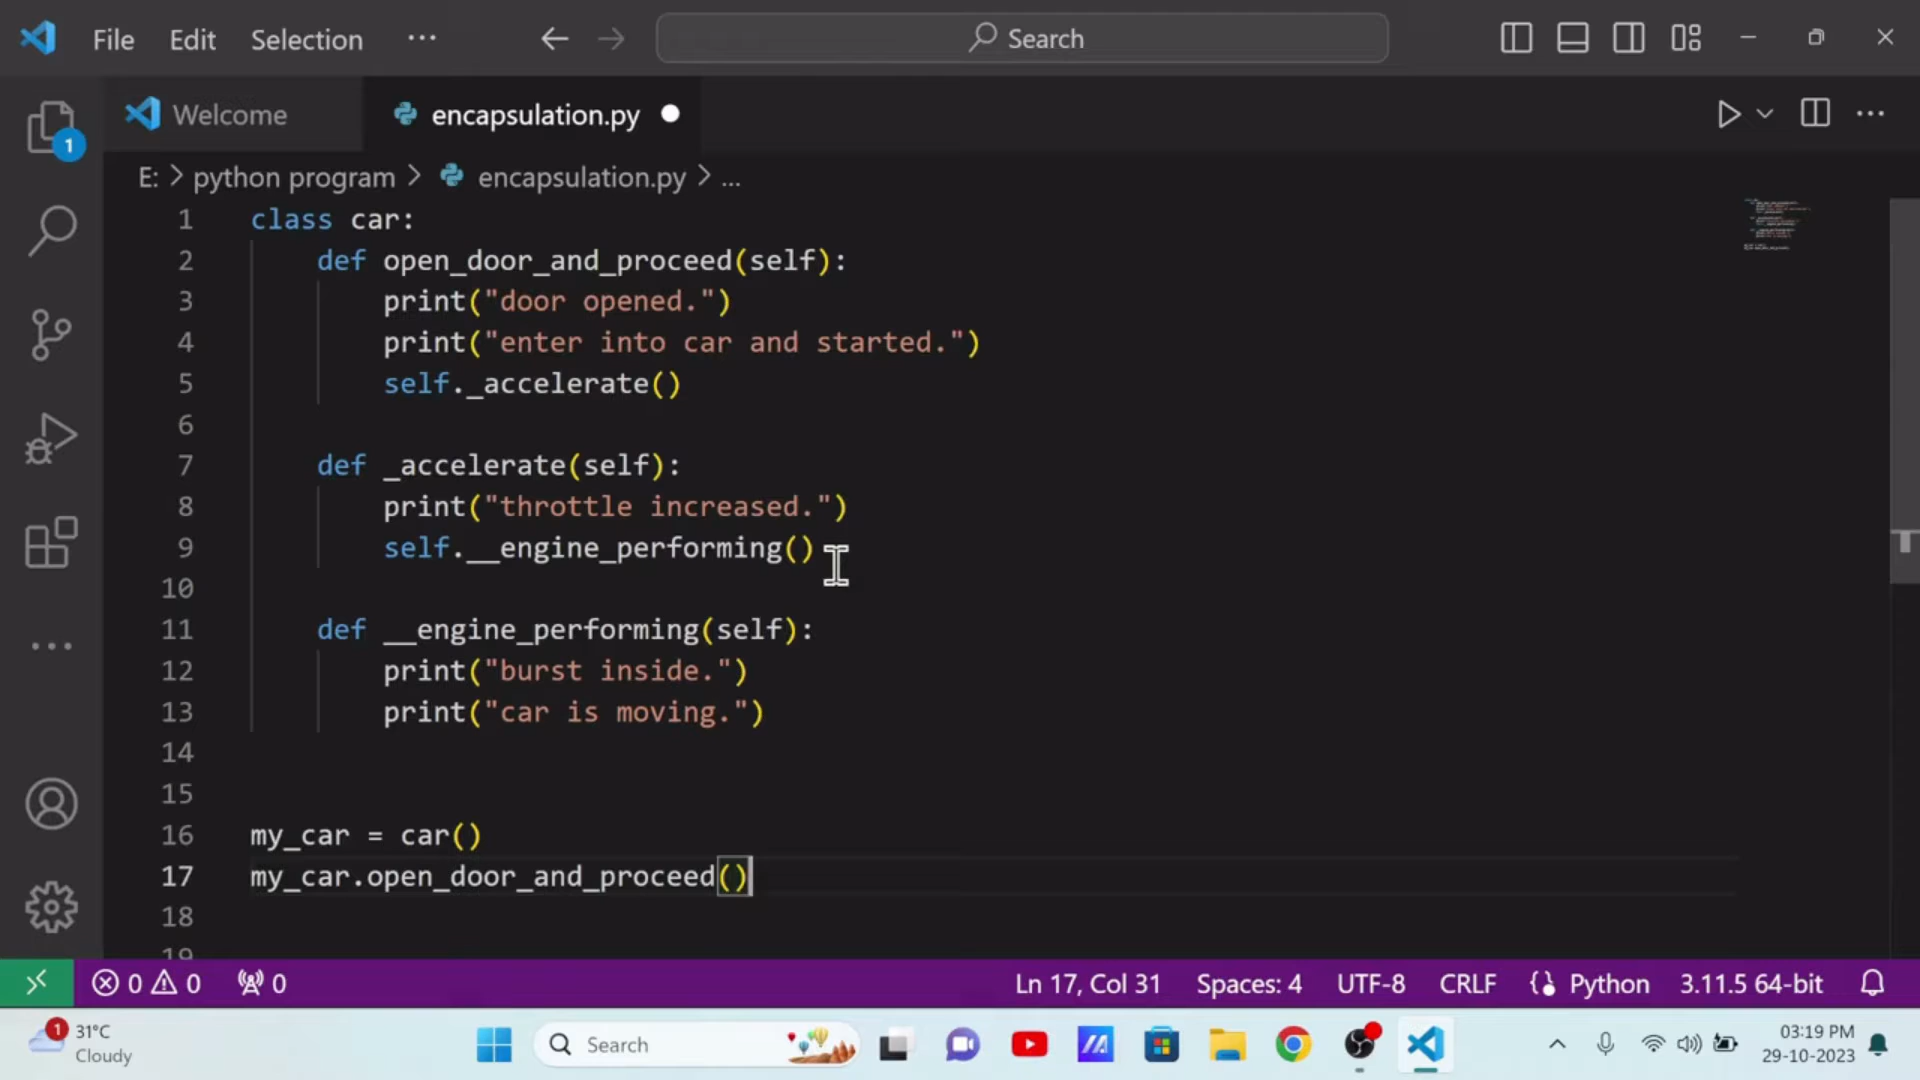 File Edit Selection ··· Search
Welcome encapsulation.py
1
E: > python program > encapsulation.py > ...
1 class car:
2 def open_door_and_proceed(self):
3 print("door opened.")
4 print("enter into car and started.")
5 self._accelerate()
6
7 def _accelerate(self):
8 print("throttle increased.")
9 self.__engine_performing()
10
11 def __engine_performing(self):
12 print("burst inside.")
13 print("car is moving.")
14
15
16 my_car = car()
17 my_car.open_door_and_proceed()
18
19
0 0 0 Ln 17, Col 31 Spaces: 4 UTF-8 CRLF Python 3.11.5 64-bit
1 31°C Search 03:19 PM
Cloudy 29-10-2023